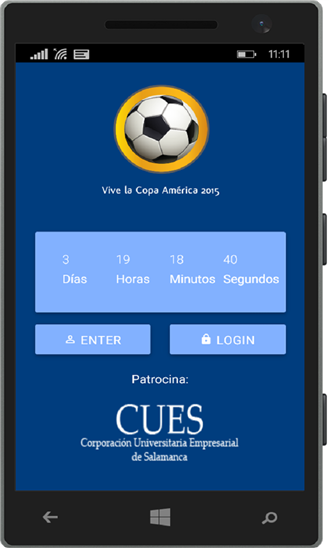 11:11
Vive la Copa América 2015
3 19 18 40
Días Horas Minutos Segundos
ENTER LOGIN
Patrocina:
CUES
Corporación Universitaria Empresarial
de Salamanca